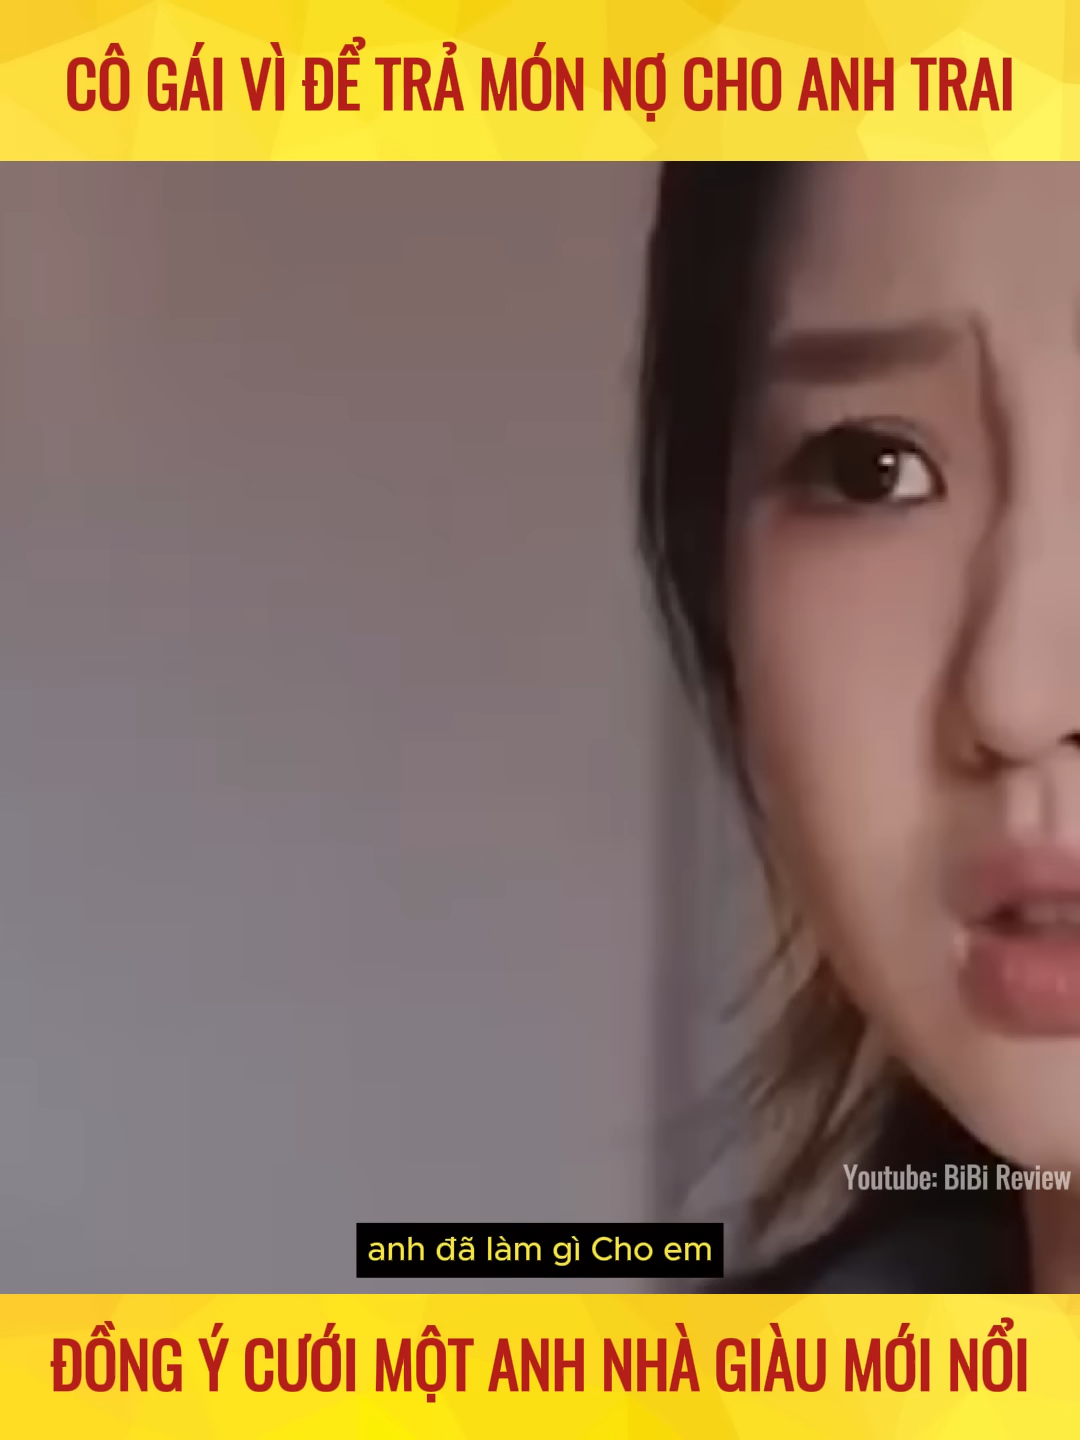 CÔ GÁI VÌ ĐỂ TRẢ MÓN NỢ CHO ANH TRAI
Youtube: BiBi Review
anh đã làm gì Cho em
ĐỒNG Ý CƯỚI MỘT ANH NHÀ GIÀU MỚI NỔI